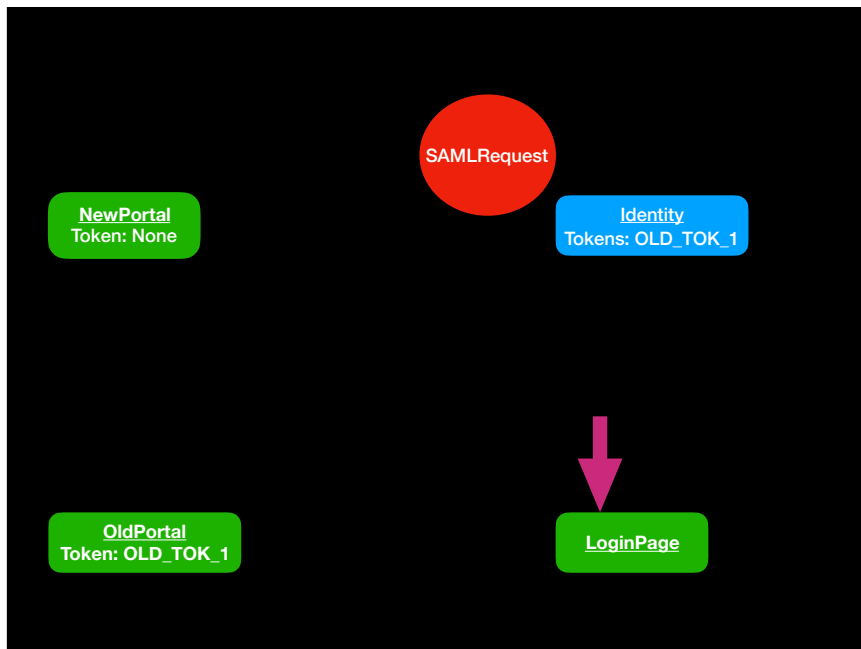 SAMLRequest
NewPortal
Token: None
Identity
Tokens: OLD_TOK_1
OldPortal
Token: OLD_TOK_1
LoginPage